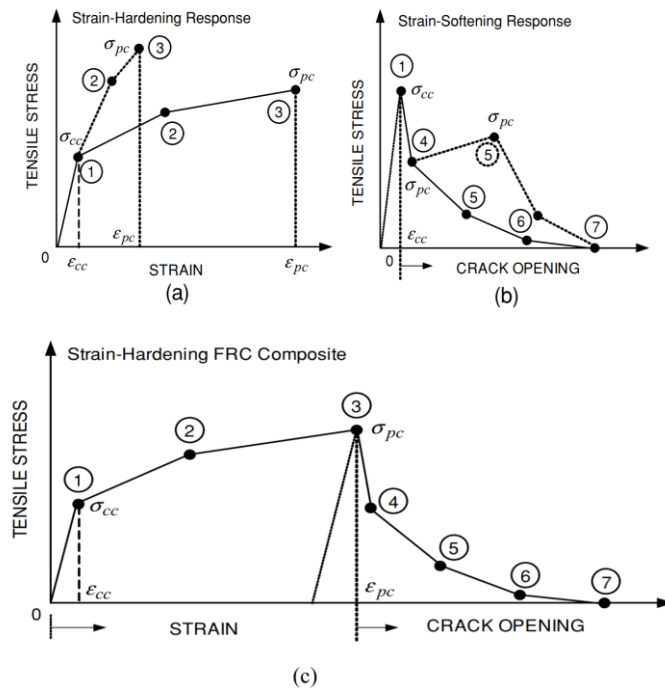 Strain-Hardening Response
TENSILE STRESS
σpc 3
2
σpc
σcc
1
2
3
0
εcc
εpc
STRAIN
εpc
(a)
Strain-Softening Response
TENSILE STRESS
1
σcc
4
σpc
5
σpc
5
6
7
εcc
0
CRACK OPENING
(b)
Strain-Hardening FRC Composite
TENSILE STRESS
1
σcc
2
3
σpc
4
5
6
7
0
εcc
εpc
STRAIN
CRACK OPENING
(c)